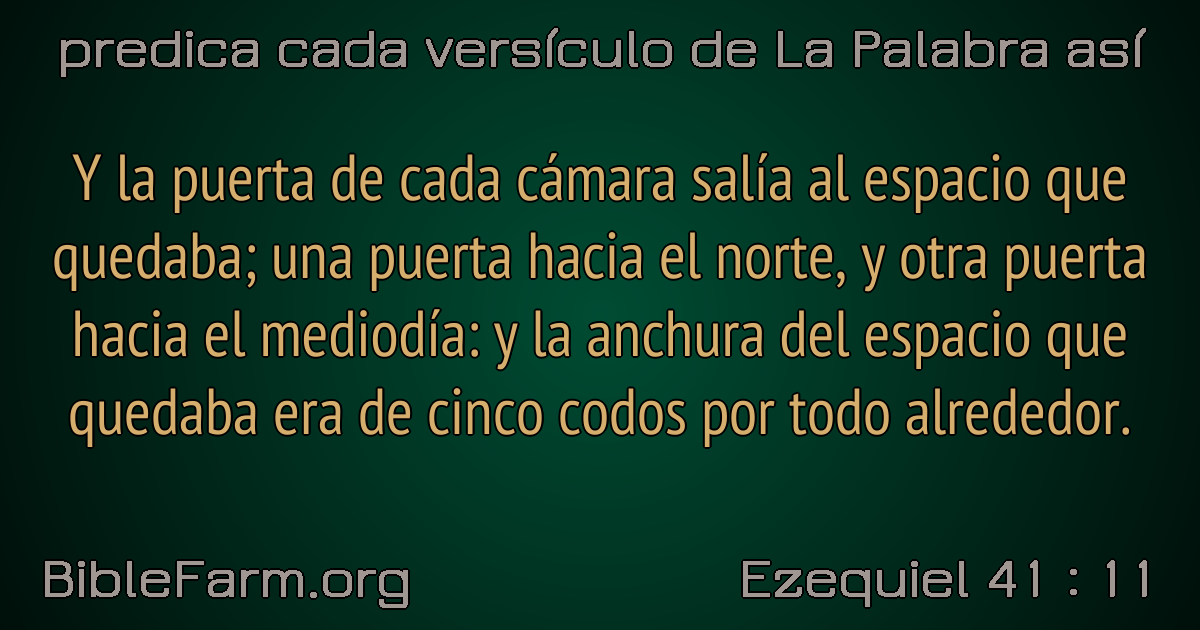 predica cada versículo de La Palabra así
Y la puerta de cada cámara salía al espacio que
quedaba; una puerta hacia el norte, y otra puerta
hacia el mediodía: y la anchura del espacio que
quedaba era de cinco codos por todo alrededor.
BibleFarm.org
Ezequiel 41 : 11